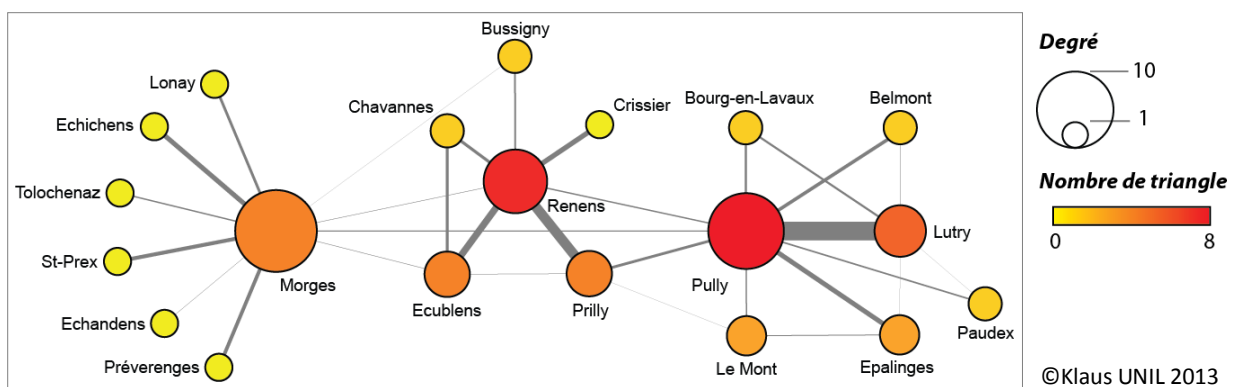 Bussigny
Lonay
Chavannes
Crissier
Bourg-en-Lavaux
Belmont
Echichens
Tolochenaz
Renens
Lutry
St-Prex
Morges
Pully
Ecublens
Prilly
Echandens
Paudex
Préverenges
Le Mont
Epalinges
Degré
10
1
Nombre de triangle
0 8
©Klaus UNIL 2013